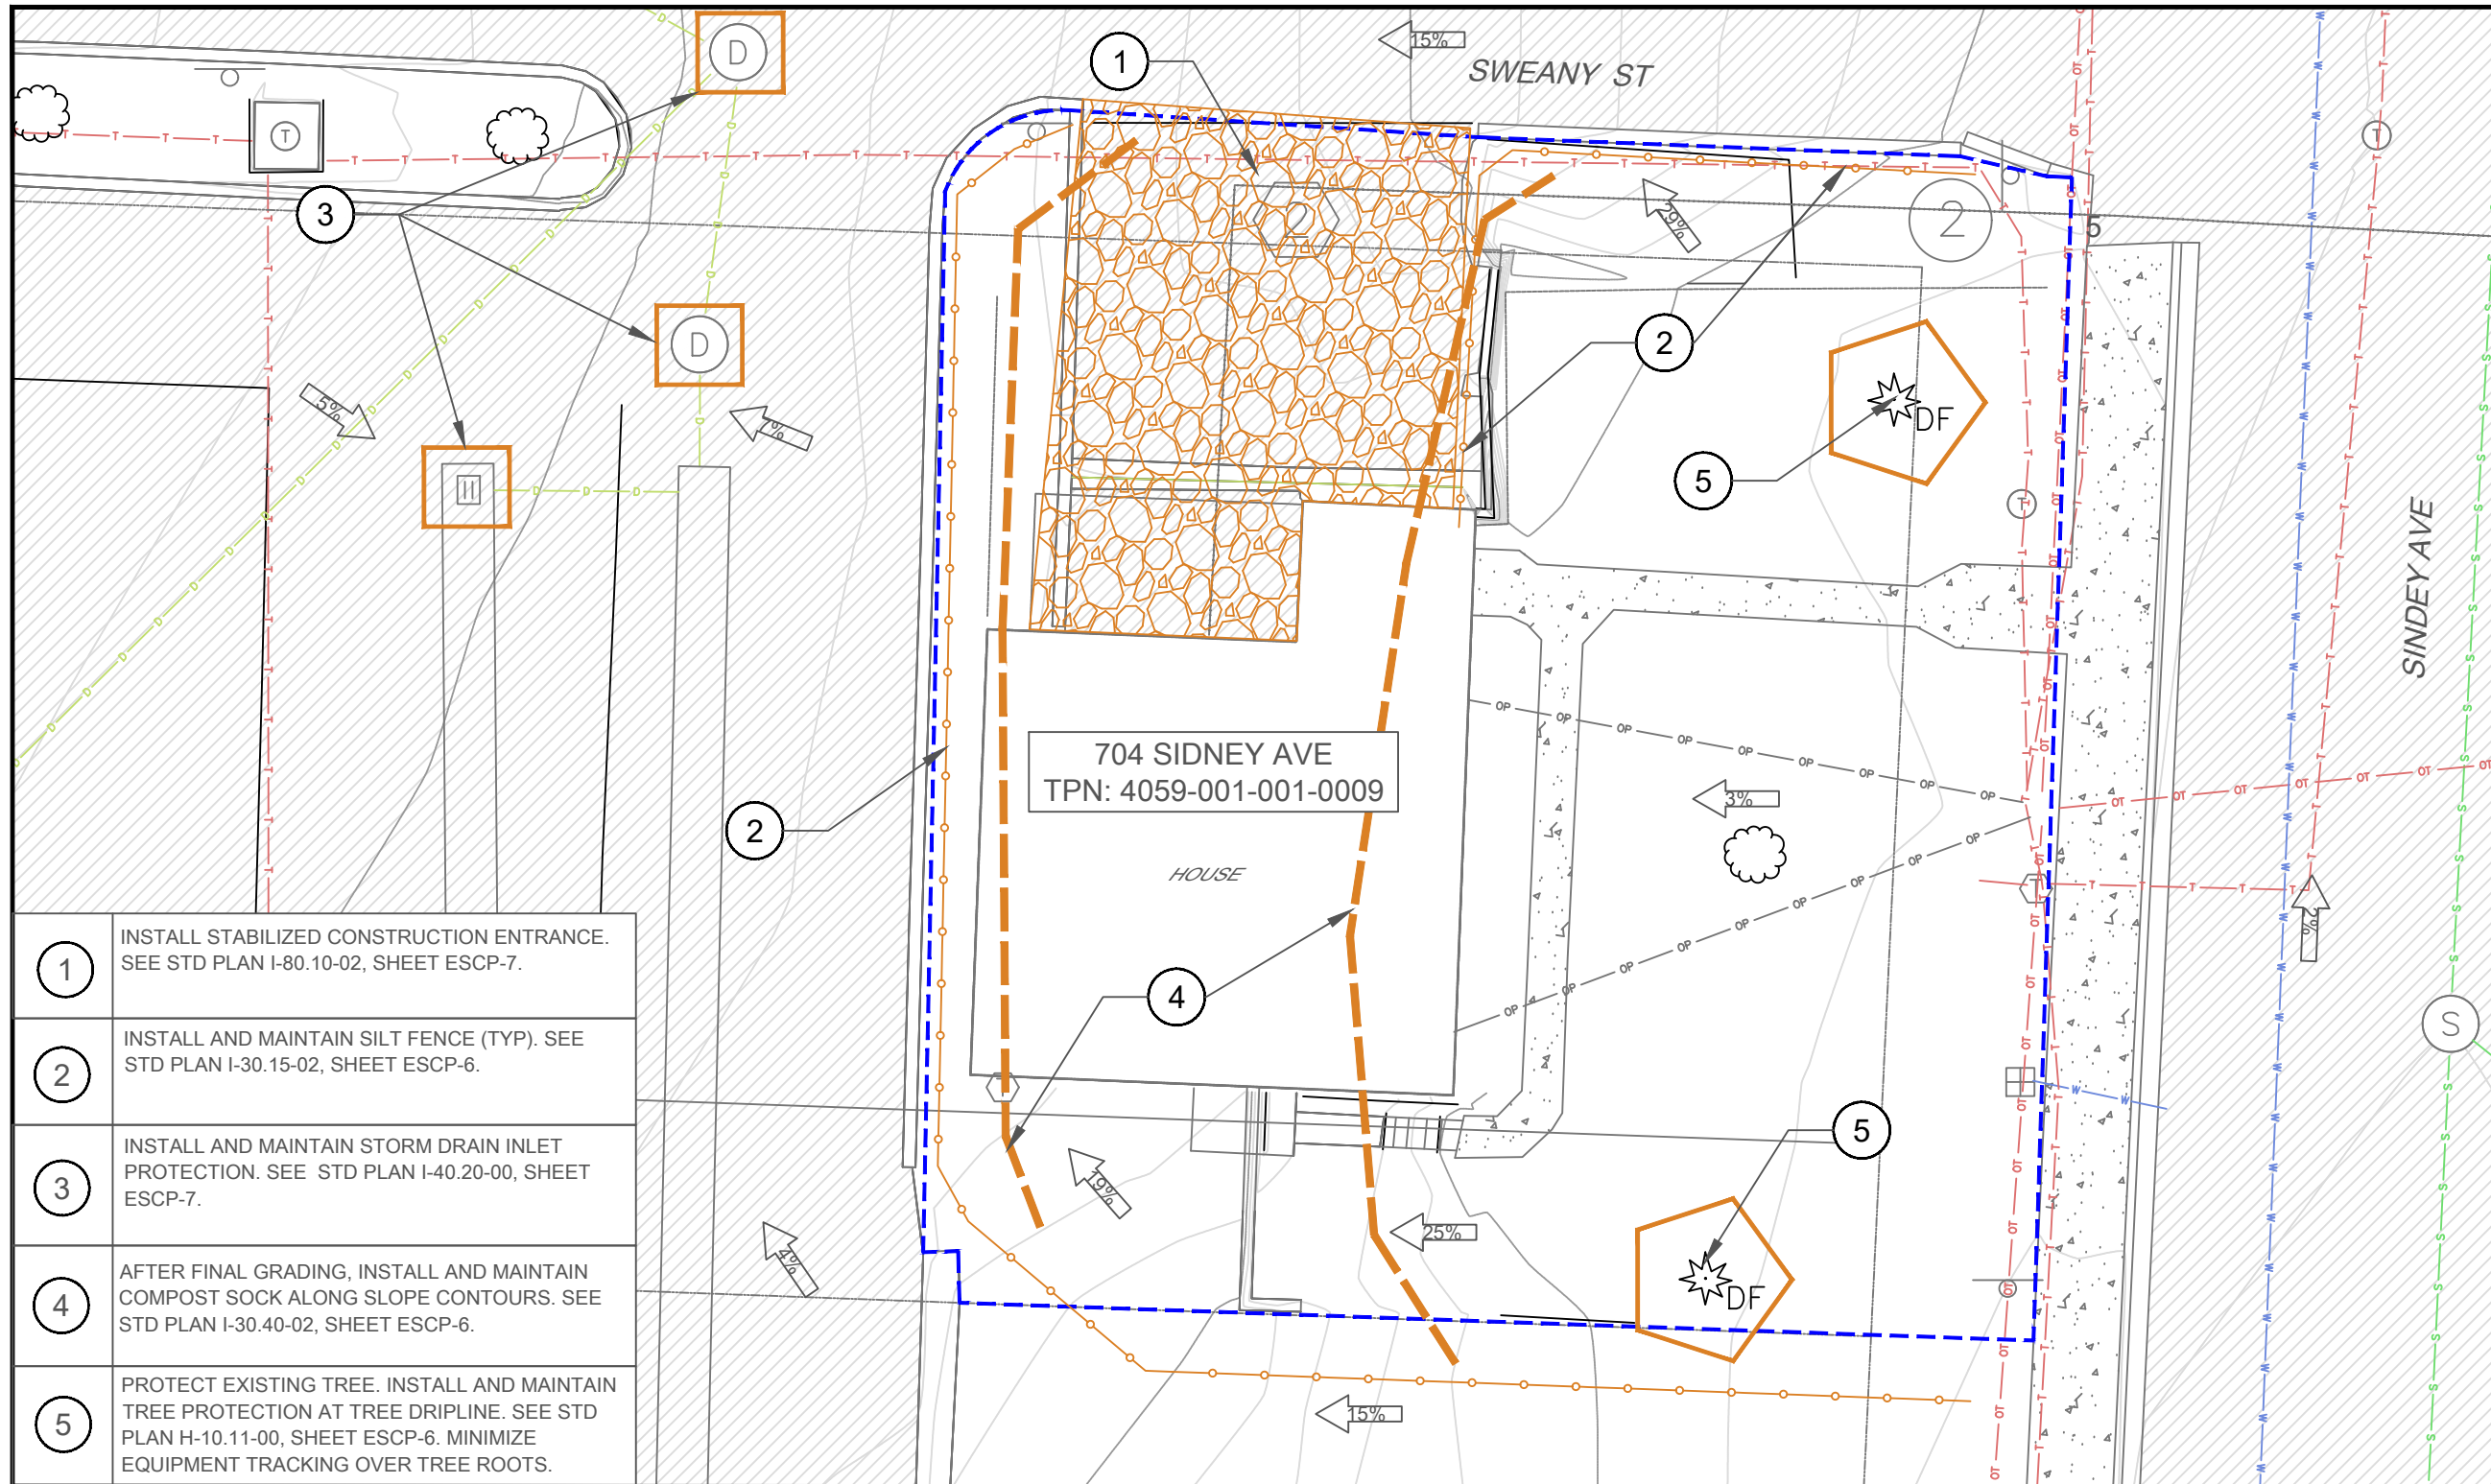 SWEANY ST
15%
1
D
T
3
29%
2
5
T
D
2
5%
7%
DF
5
T
SINDEY AVE
704 SIDNEY AVE
TPN: 4059-001-001-0009
3%
2
HOUSE
2%
4
S
5
19%
25%
4%
DF
15%
1 INSTALL STABILIZED CONSTRUCTION ENTRANCE.
SEE STD PLAN I-80.10-02, SHEET ESCP-7.
2 INSTALL AND MAINTAIN SILT FENCE (TYP). SEE
STD PLAN I-30.15-02, SHEET ESCP-6.
3 INSTALL AND MAINTAIN STORM DRAIN INLET
PROTECTION. SEE STD PLAN I-40.20-00, SHEET
ESCP-7.
4 AFTER FINAL GRADING, INSTALL AND MAINTAIN
COMPOST SOCK ALONG SLOPE CONTOURS. SEE
STD PLAN I-30.40-02, SHEET ESCP-6.
5 PROTECT EXISTING TREE. INSTALL AND MAINTAIN
TREE PROTECTION AT TREE DRIPLINE. SEE STD
PLAN H-10.11-00, SHEET ESCP-6. MINIMIZE
EQUIPMENT TRACKING OVER TREE ROOTS.